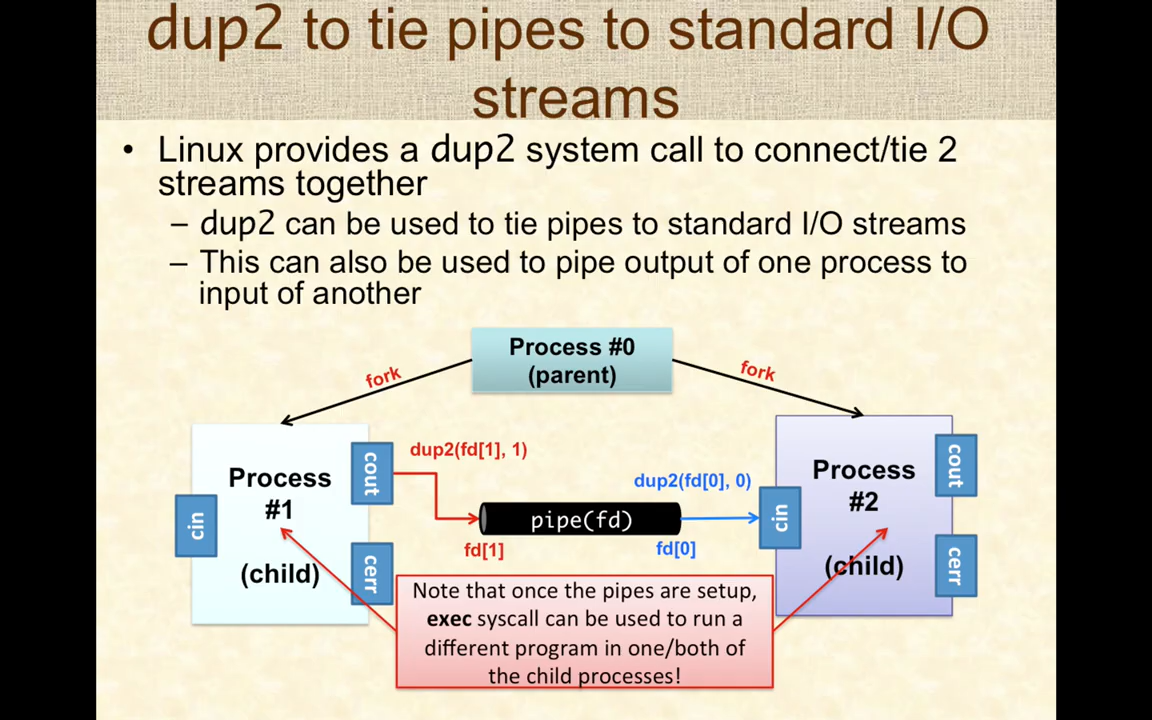 dup2 to tie pipes to standard I/O
streams
• Linux provides a dup2 system call to connect/tie 2
streams together
– dup2 can be used to tie pipes to standard I/O streams
– This can also be used to pipe output of one process to
input of another
Process #0
(parent)
fork
fork
Process
#1
(child)
cin
cout
cerr
dup2(fd[1], 1)
fd[1]
pipe(fd)
dup2(fd[0], 0)
fd[0]
Process
#2
(child)
cin
cout
cerr
Note that once the pipes are setup,
exec syscall can be used to run a
different program in one/both of
the child processes!